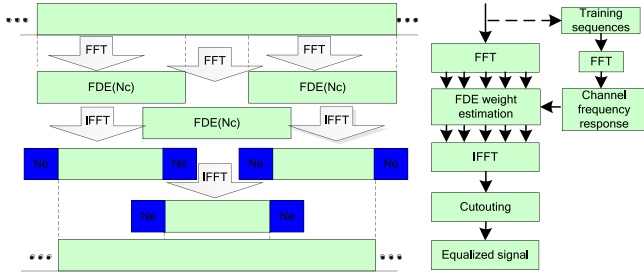 FFT
FFT
FFT
FDE(Nc)
FDE(Nc)
FDE(Nc)
IFFT
IFFT
IFFT
Ne
Ne
Ne
Ne
Ne
Ne
Training
sequences
FFT
FFT
FDE weight
estimation
Channel
frequency
response
IFFT
Cutouting
Equalized signal